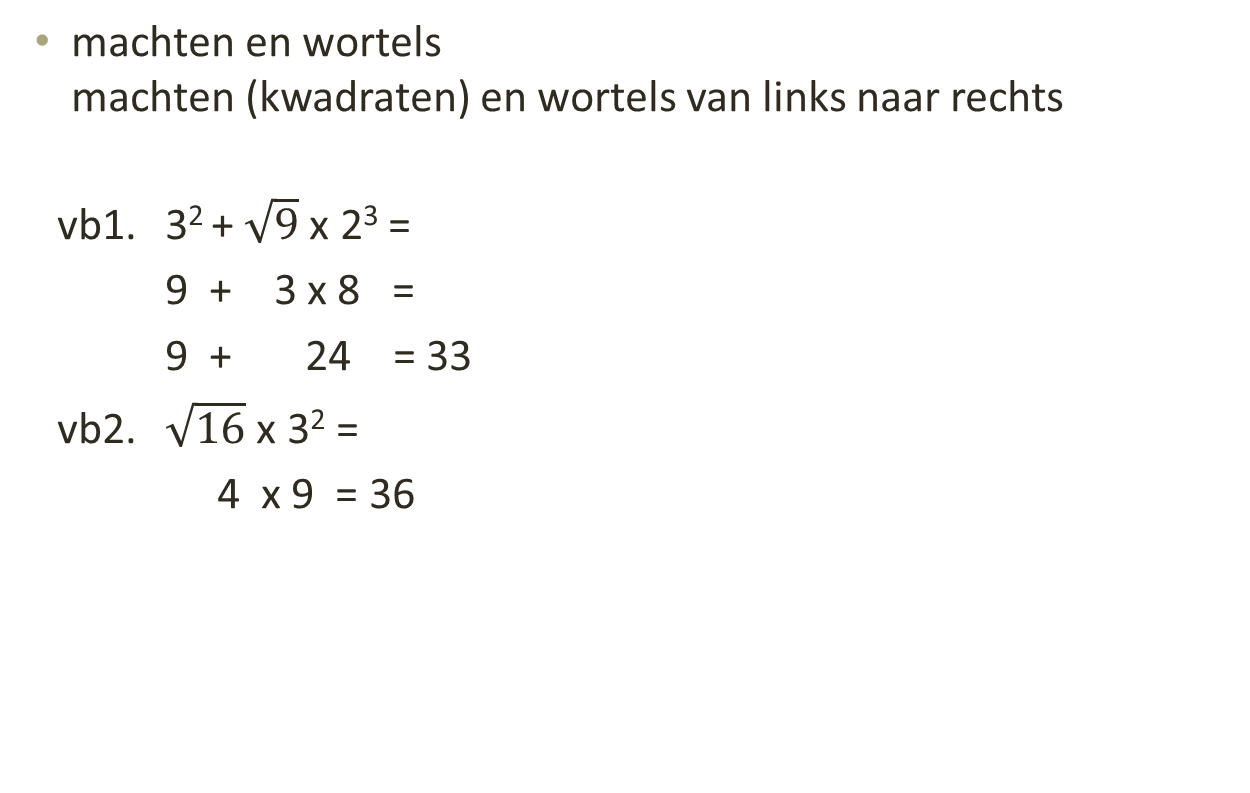 • machten en wortels
machten (kwadraten) en wortels van links naar rechts
vb1. 3² + √9 x 2³ =
9 + 3 x 8 =
9 + 24 = 33
vb2. √16 x 3² =
4 x 9 = 36